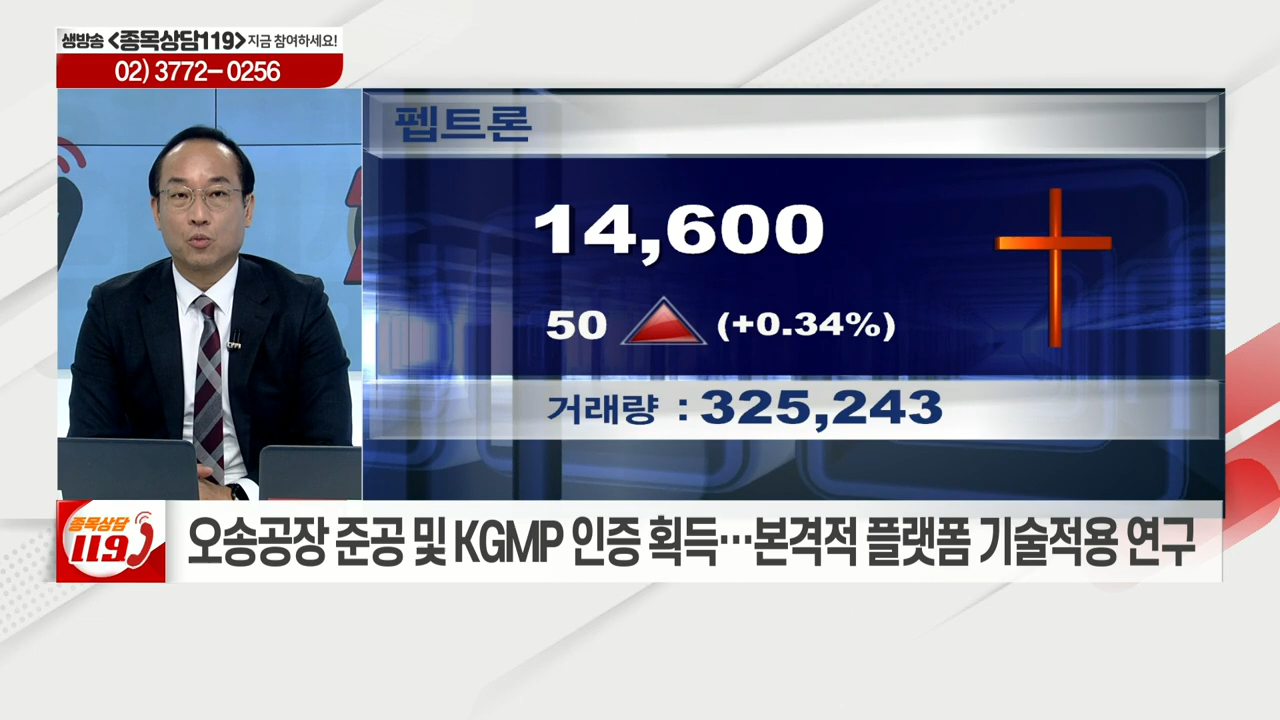 생방송 <종목상담119> 지금 참여하세요!
02) 3772-0256
펩트론
14,600
50 (+0.34%)
거래량 : 325,243
종목상담
119
오송공장 준공 및 KGMP 인증 획득…본격적 플랫폼 기술적용 연구